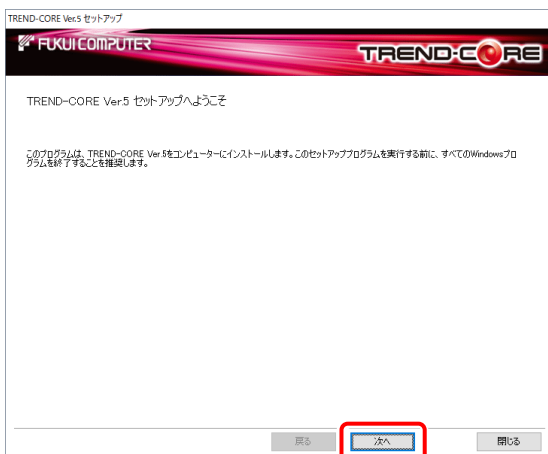 TREND-CORE Ver.5 セットアップ
FUKUI COMPUTER
TREND-CORE
TREND-CORE Ver.5 セットアップへようこそ
このプログラムは、TREND-CORE Ver.5をコンピューターにインストールします。このセットアッププログラムを実行する前に、すべてのWindowsプロ
グラムを終了することを推奨します。
戻る 次へ 閉じる